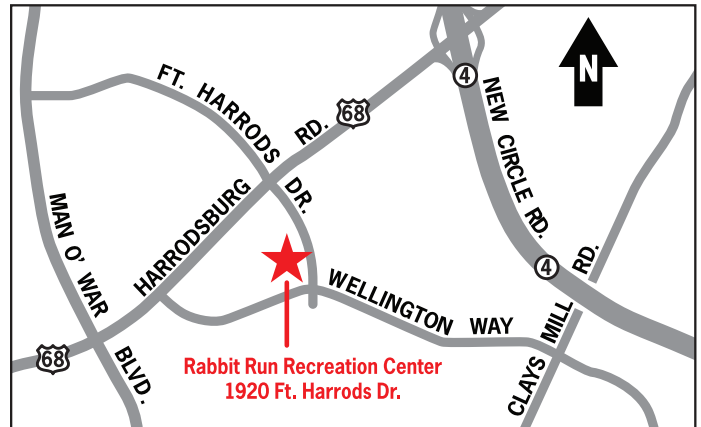 FT. HARRODS DR.
HARRODSBURG RD.
68
4
N
NEW CIRCLE RD.
4
MAN O' WAR BLVD.
WELLINGTON WAY
CLAYS MILL RD.
68
Rabbit Run Recreation Center
1920 Ft. Harrods Dr.